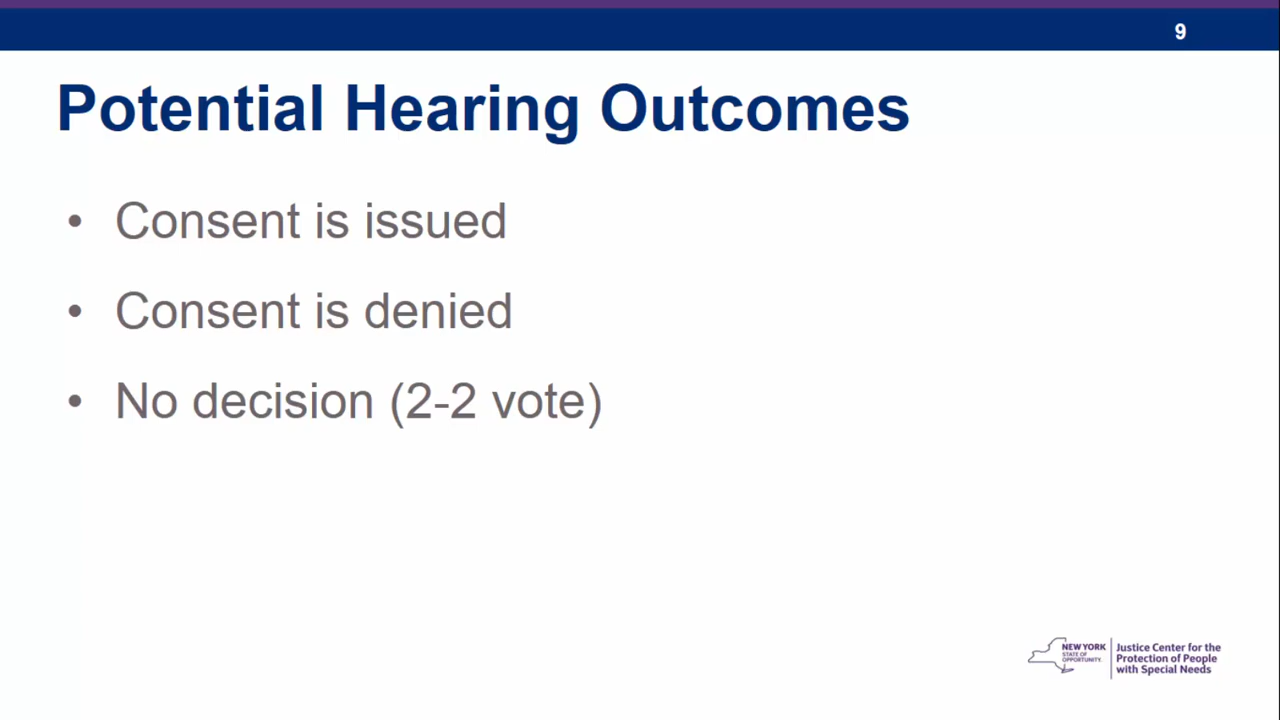 9
Potential Hearing Outcomes
• Consent is issued
• Consent is denied
• No decision (2-2 vote)
NEW YORK
STATE OF
OPPORTUNITY.
Justice Center for the
Protection of People
with Special Needs